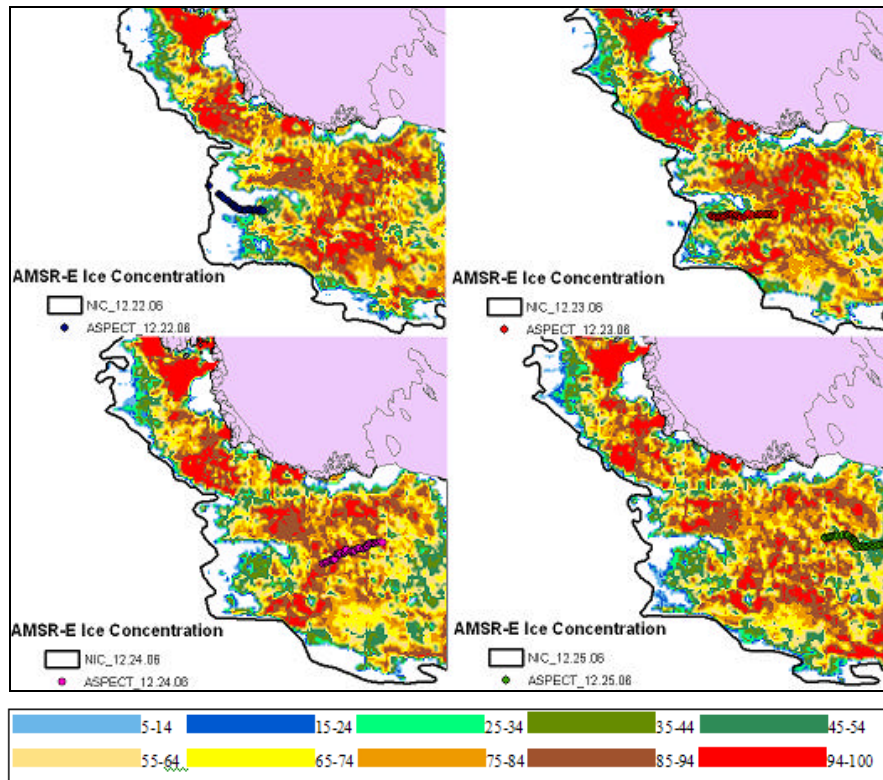 AMSR-E Ice Concentration
NIC_12.22.06
ASPECT_12.22.06
AMSR-E Ice Concentration
NIC_12.23.06
ASPECT_12.23.06
AMSR-E Ice Concentration
NIC_12.24.06
ASPECT_12.24.06
AMSR-E Ice Concentration
NIC_12.25.06
ASPECT_12.25.06
5-14 15-24 25-34 35-44 45-54
55-64 65-74 75-84 85-94 94-100